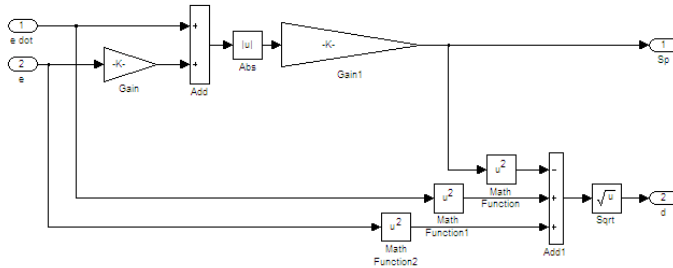 1
e dot
2
e
-K-
Gain
+
+
Add
|u|
Abs
-K-
Gain1
1
Sp
u²
Math
Function
u²
Math
Function1
u²
Math
Function2
−
+
+
Add1
√u
Sqrt
2
d